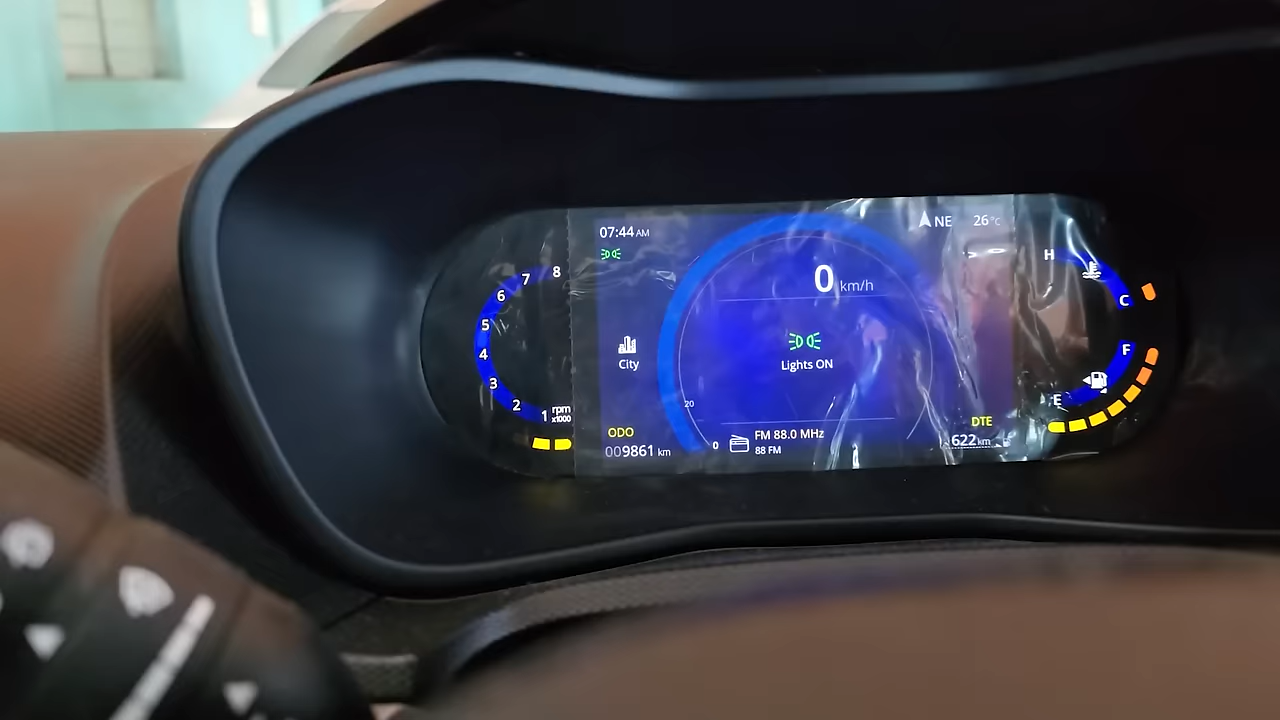 07:44 AM
NE
26°C
8
7
6
5
4
3
2
1
rpm
x1000
0 km/h
City
Lights ON
20
0
ODO
009861 km
FM 88.0 MHz
88 FM
DTE
622 km
H
C
F
E